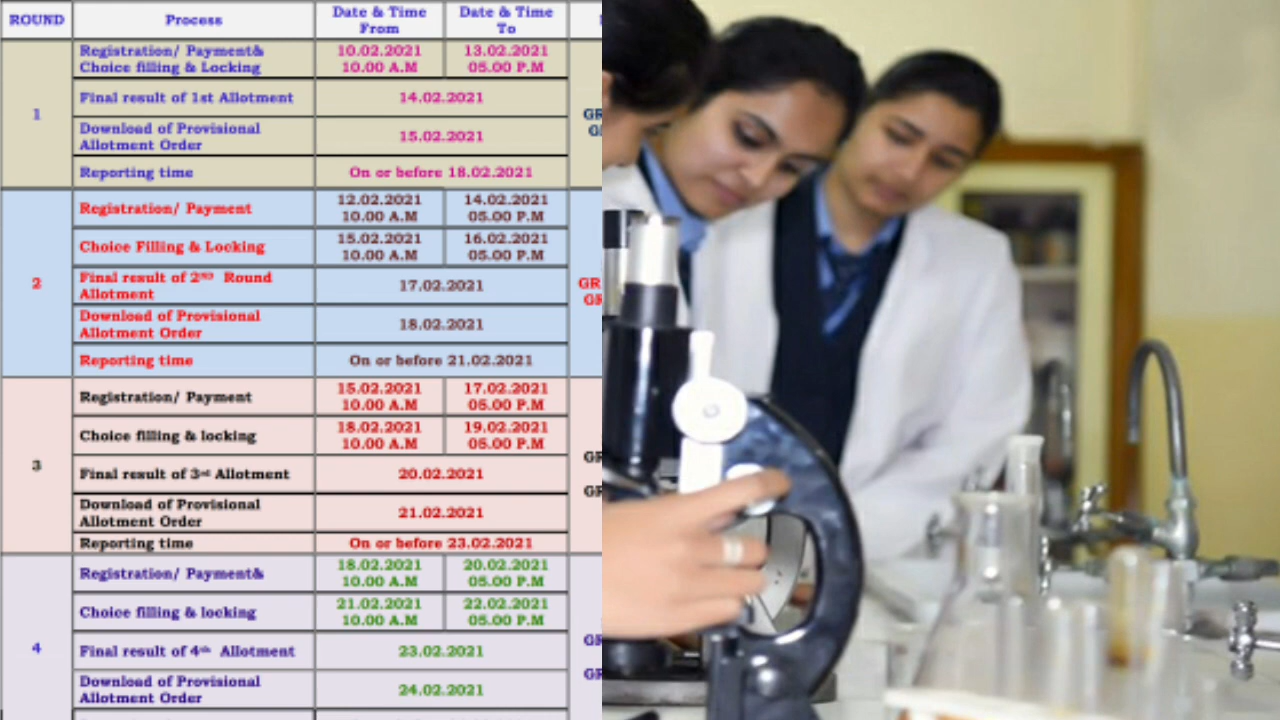 ROUND
Process
Date & Time
From
Date & Time
To
1
Registration/ Payment&
Choice filling & Locking
10.02.2021
10.00 A.M
13.02.2021
05.00 P.M
Final result of 1st Allotment
14.02.2021
Download of Provisional
Allotment Order
15.02.2021
Reporting time
On or before 18.02.2021
GR
G
2
Registration/ Payment
12.02.2021
10.00 A.M
14.02.2021
05.00 P.M
Choice Filling & Locking
15.02.2021
10.00 A.M
16.02.2021
05.00 P.M
Final result of 2ND Round
Allotment
17.02.2021
Download of Provisional
Allotment Order
18.02.2021
Reporting time
On or before 21.02.2021
GR
GR
3
Registration/ Payment
15.02.2021
10.00 A.M
17.02.2021
05.00 P.M
Choice filling & locking
18.02.2021
10.00 A.M
19.02.2021
05.00 P.M
Final result of 3rd Allotment
20.02.2021
Download of Provisional
Allotment Order
21.02.2021
Reporting time
On or before 23.02.2021
GR
GR
4
Registration/ Payment&
18.02.2021
10.00 A.M
20.02.2021
05.00 P.M
Choice filling & locking
21.02.2021
10.00 A.M
22.02.2021
05.00 P.M
Final result of 4th Allotment
23.02.2021
Download of Provisional
Allotment Order
24.02.2021
GR
GR